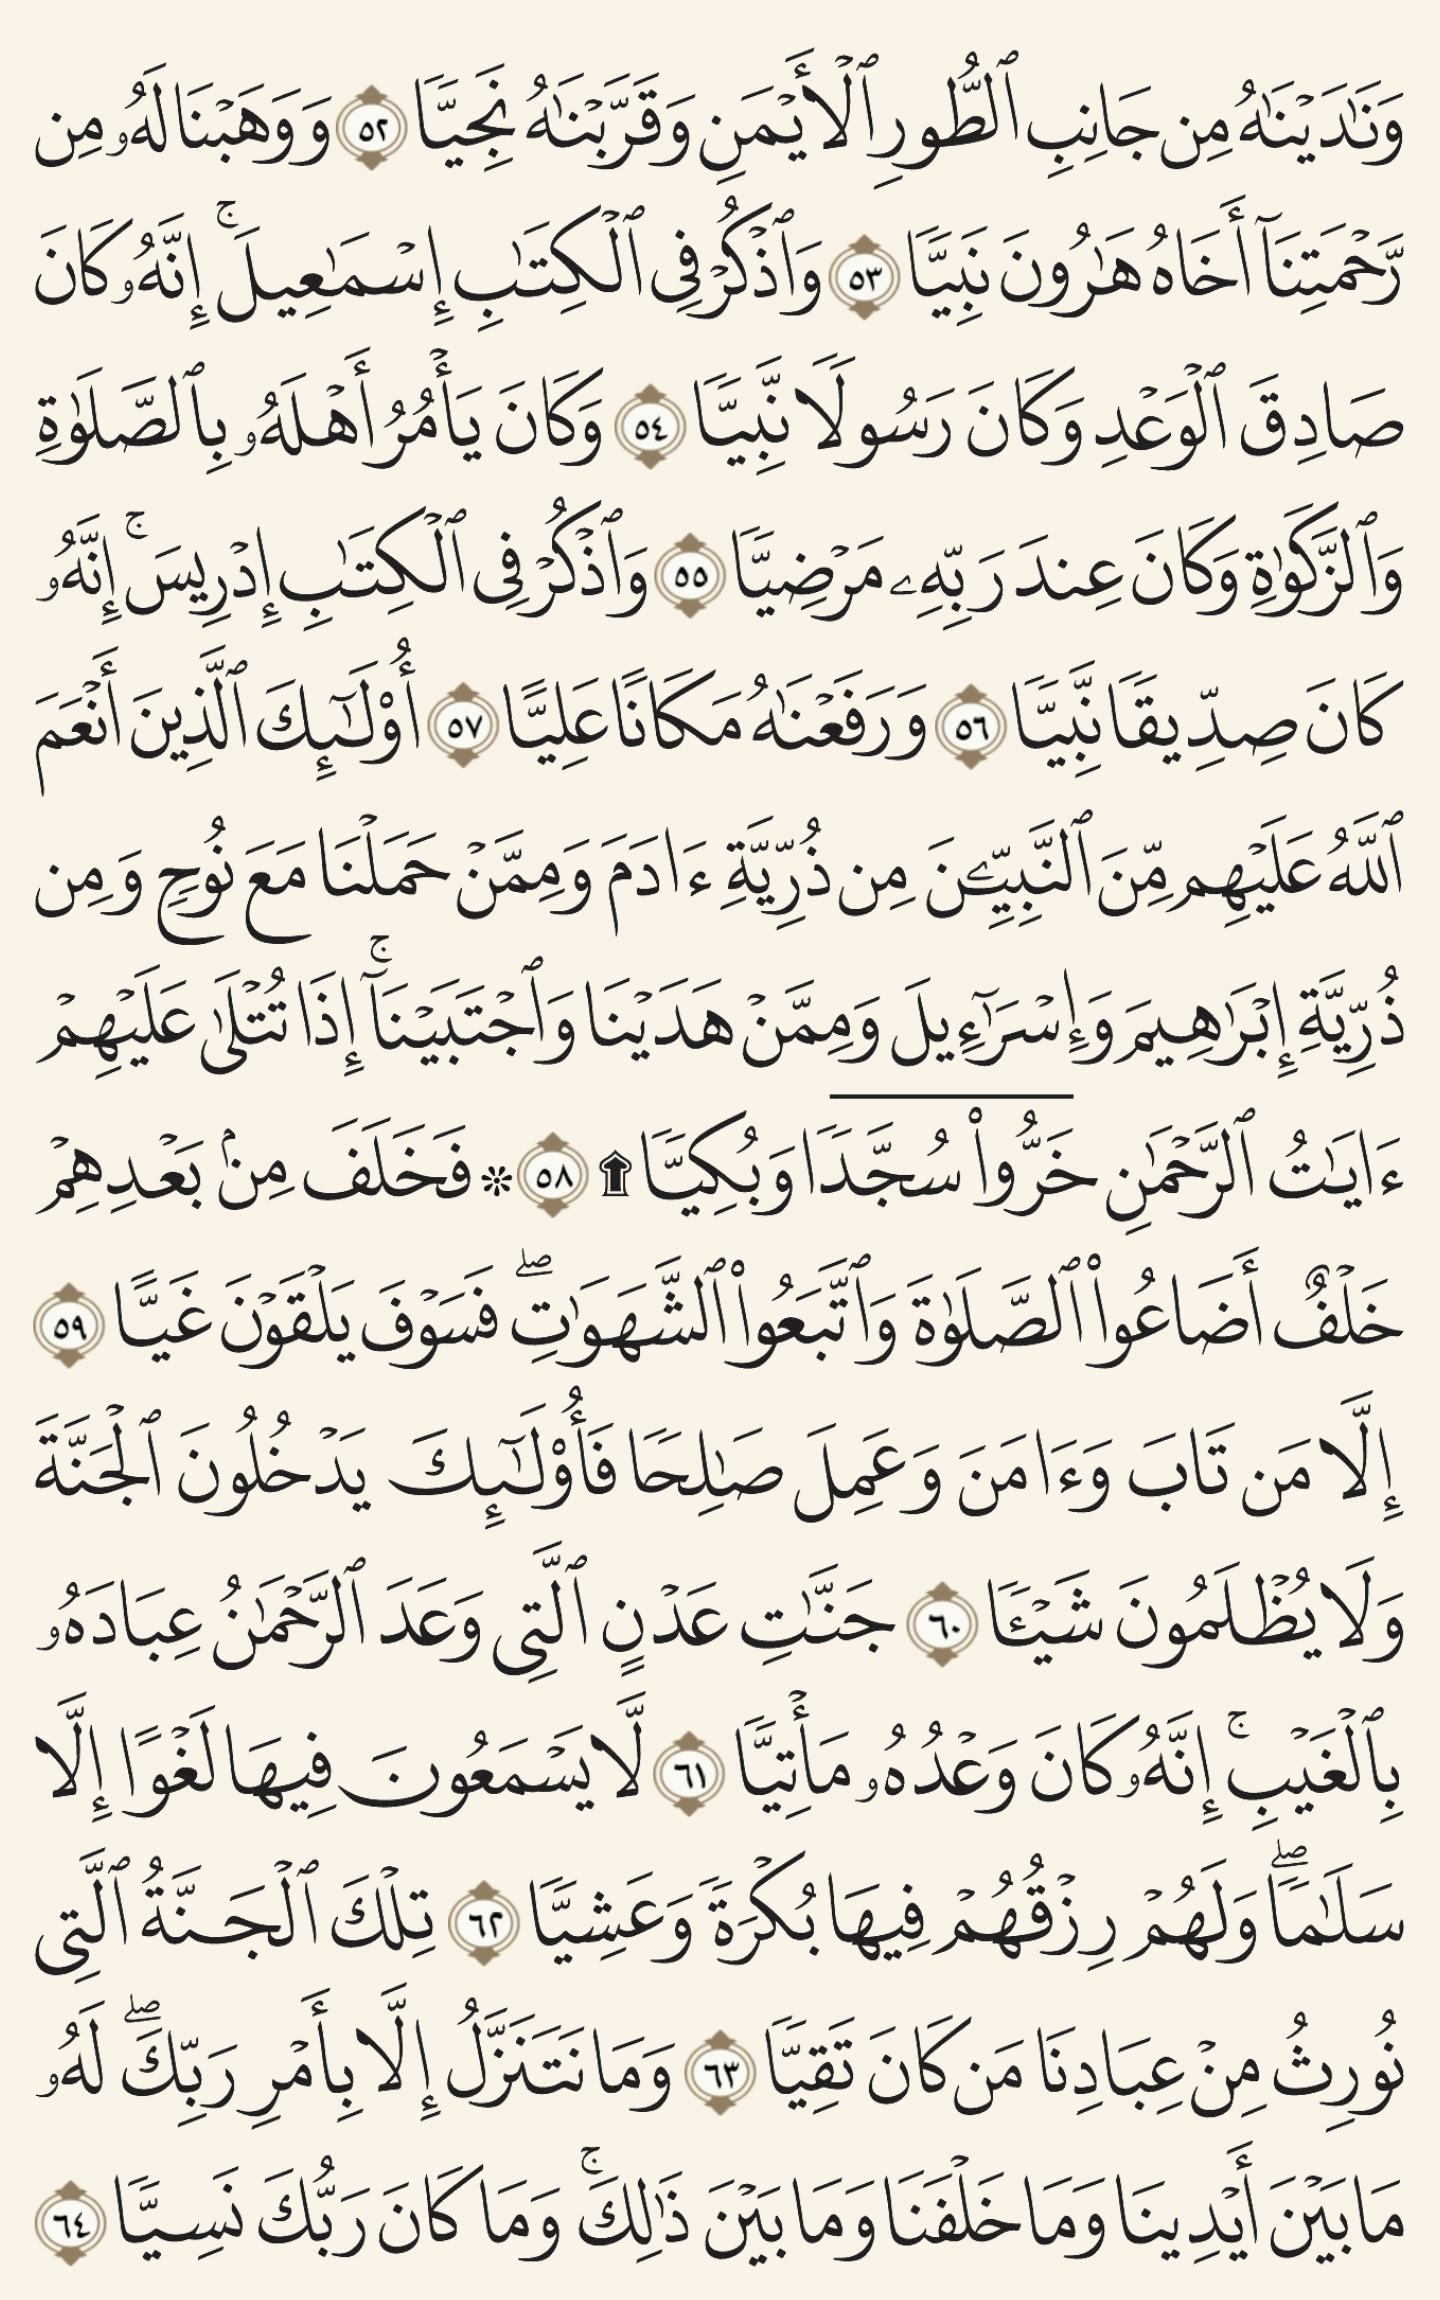 وَنَٰدَيْنَٰهُ مِن جَانِبِ ٱلطُّورِ ٱلْأَيْمَنِ وَقَرَّبْنَٰهُ نَجِيًّا ٥٢ وَوَهَبْنَا لَهُۥ مِن
رَّحْمَتِنَآ أَخَاهُ هَٰرُونَ نَبِيًّا ٥٣ وَٱذْكُرْ فِى ٱلْكِتَٰبِ إِسْمَٰعِيلَ ۚ إِنَّهُۥ كَانَ
صَادِقَ ٱلْوَعْدِ وَكَانَ رَسُولًا نَّبِيًّا ٥٤ وَكَانَ يَأْمُرُ أَهْلَهُۥ بِٱلصَّلَوٰةِ
وَٱلزَّكَوٰةِ وَكَانَ عِندَ رَبِّهِۦ مَرْضِيًّا ٥٥ وَٱذْكُرْ فِى ٱلْكِتَٰبِ إِدْرِيسَ ۚ إِنَّهُۥ
كَانَ صِدِّيقًا نَّبِيًّا ٥٦ وَرَفَعْنَٰهُ مَكَانًا عَلِيًّا ٥٧ أُو۟لَٰٓئِكَ ٱلَّذِينَ أَنْعَمَ
ٱللَّهُ عَلَيْهِم مِّنَ ٱلنَّبِيِّۦنَ مِن ذُرِّيَّةِ ءَادَمَ وَمِمَّنْ حَمَلْنَا مَعَ نُوحٍ وَمِن
ذُرِّيَّةِ إِبْرَٰهِيمَ وَإِسْرَٰٓءِيلَ وَمِمَّنْ هَدَيْنَا وَٱجْتَبَيْنَآ ۚ إِذَا تُتْلَىٰ عَلَيْهِمْ
ءَايَٰتُ ٱلرَّحْمَٰنِ خَرُّوا۟ سُجَّدًا وَبُكِيًّا ۩ ٥٨ ۞ فَخَلَفَ مِنۢ بَعْدِهِمْ
خَلْفٌ أَضَاعُوا۟ ٱلصَّلَوٰةَ وَٱتَّبَعُوا۟ ٱلشَّهَوَٰتِ ۖ فَسَوْفَ يَلْقَوْنَ غَيًّا ٥٩
إِلَّا مَن تَابَ وَءَامَنَ وَعَمِلَ صَٰلِحًا فَأُو۟لَٰٓئِكَ يَدْخُلُونَ ٱلْجَنَّةَ
وَلَا يُظْلَمُونَ شَيْـًٔا ٦٠ جَنَّٰتِ عَدْنٍ ٱلَّتِى وَعَدَ ٱلرَّحْمَٰنُ عِبَادَهُۥ
بِٱلْغَيْبِ ۚ إِنَّهُۥ كَانَ وَعْدُهُۥ مَأْتِيًّا ٦١ لَّا يَسْمَعُونَ فِيهَا لَغْوًا إِلَّا
سَلَٰمًا ۖ وَلَهُمْ رِزْقُهُمْ فِيهَا بُكْرَةً وَعَشِيًّا ٦٢ تِلْكَ ٱلْجَنَّةُ ٱلَّتِى
نُورِثُ مِنْ عِبَادِنَا مَن كَانَ تَقِيًّا ٦٣ وَمَا نَتَنَزَّلُ إِلَّا بِأَمْرِ رَبِّكَ ۖ لَهُۥ
مَا بَيْنَ أَيْدِينَا وَمَا خَلْفَنَا وَمَا بَيْنَ ذَٰلِكَ ۚ وَمَا كَانَ رَبُّكَ نَسِيًّا ٦٤